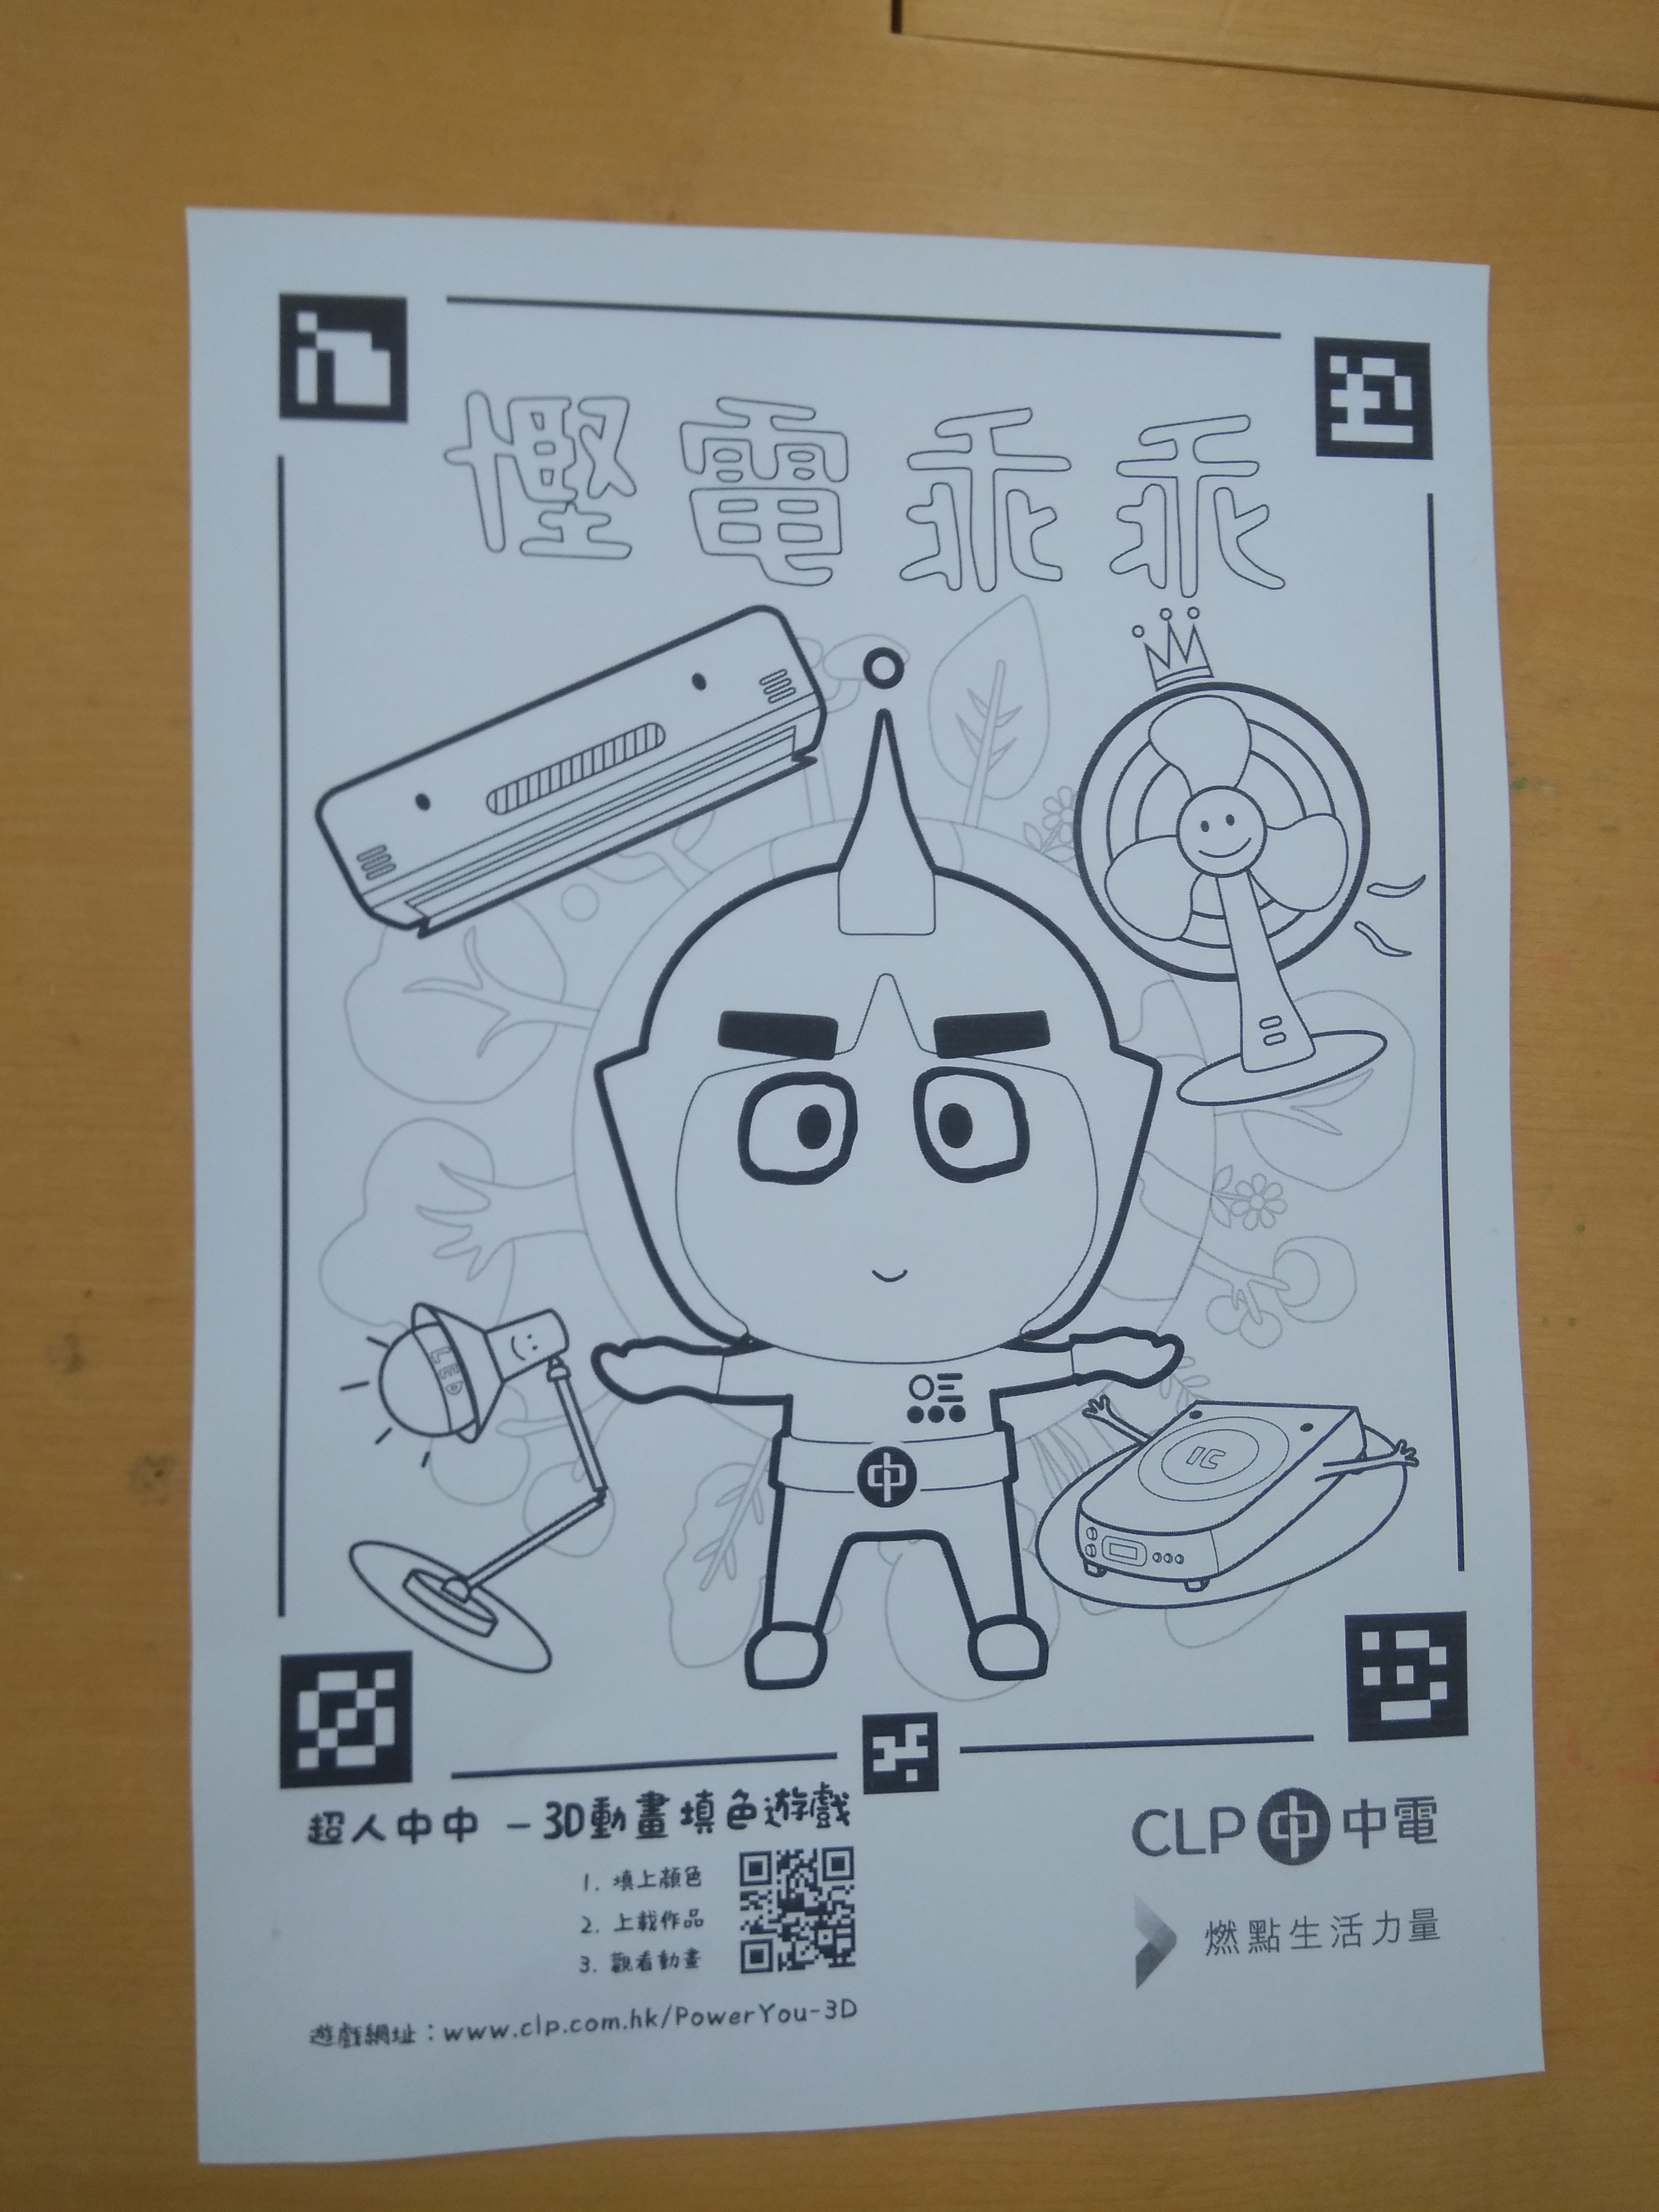 慳電乖乖
LED
IC
中
超人中中 - 3D動畫填色遊戲
1. 填上顏色
2. 上載作品
3. 觀看動畫
遊戲網址：www.clp.com.hk/PowerYou-3D
CLP 中 中電
燃點生活力量